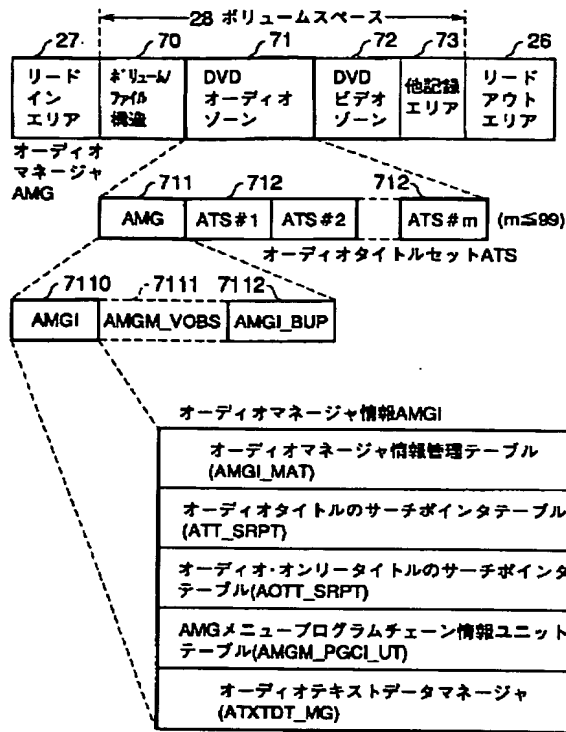 28 ボリュームスペース
27 70 71 72 73 26
リード
イン
エリア
ボリューム/
ファイル
構造
DVD
オーディオ
ゾーン
DVD
ビデオ
ゾーン
他記録
エリア
リード
アウト
エリア
オーディオ
マネージャ
AMG
711 712 712
AMG ATS#1 ATS#2 ATS#m (m≦99)
オーディオタイトルセットATS
7110 7111 7112
AMGI AMGM_VOBS AMGI_BUP
オーディオマネージャ情報AMGI
オーディオマネージャ情報管理テーブル
(AMGI_MAT)
オーディオタイトルのサーチポインタテーブル
(ATT_SRPT)
オーディオ・オンリータイトルのサーチポインタ
テーブル(AOTT_SRPT)
AMGメニュープログラムチェーン情報ユニット
テーブル(AMGM_PGCI_UT)
オーディオテキストデータマネージャ
(ATXTDT_MG)